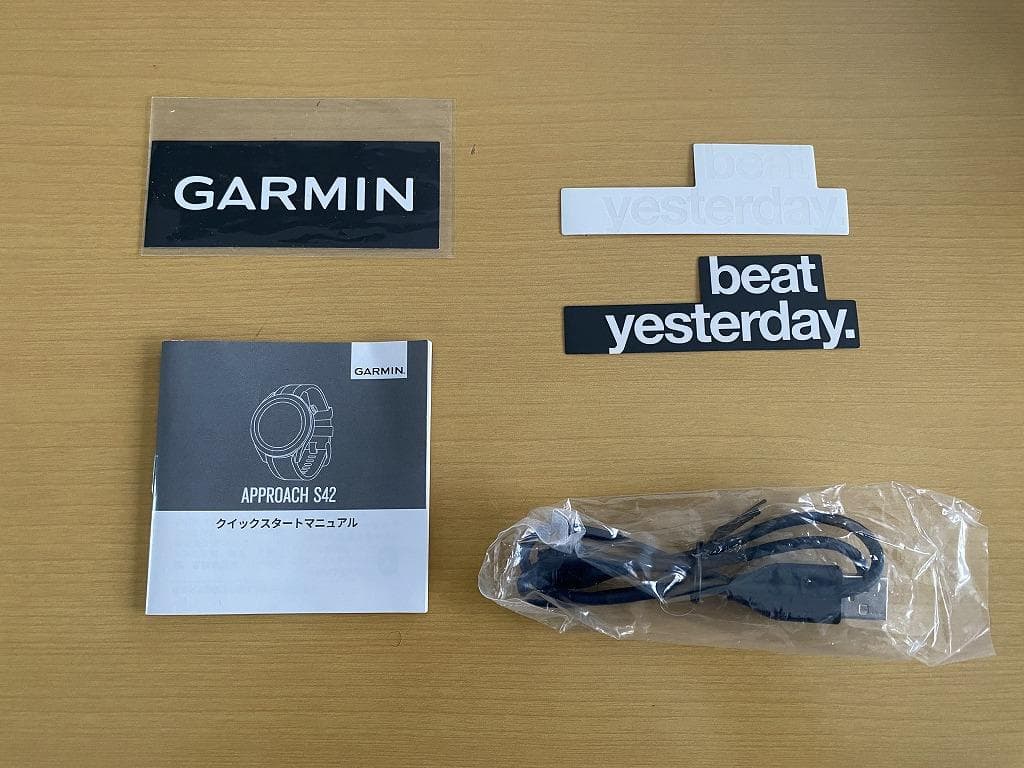 GARMIN
beat
yesterday.
beat
yesterday.
GARMIN.
APPROACH S42
クイックスタートマニュアル